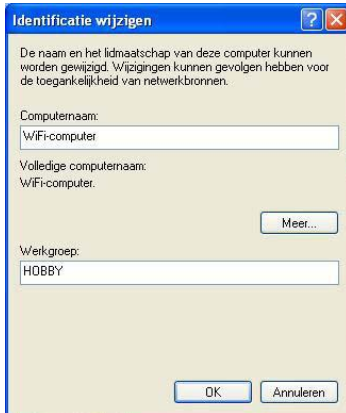 Identificatie wijzigen
De naam en het lidmaatschap van deze computer kunnen
worden gewijzigd. Wijzigingen kunnen gevolgen hebben voor
de toegankelijkheid van netwerkbronnen.
Computernaam:
WiFi-computer
Volledige computernaam:
WiFi-computer.
Meer...
Werkgroep:
HOBBY
OK
Annuleren